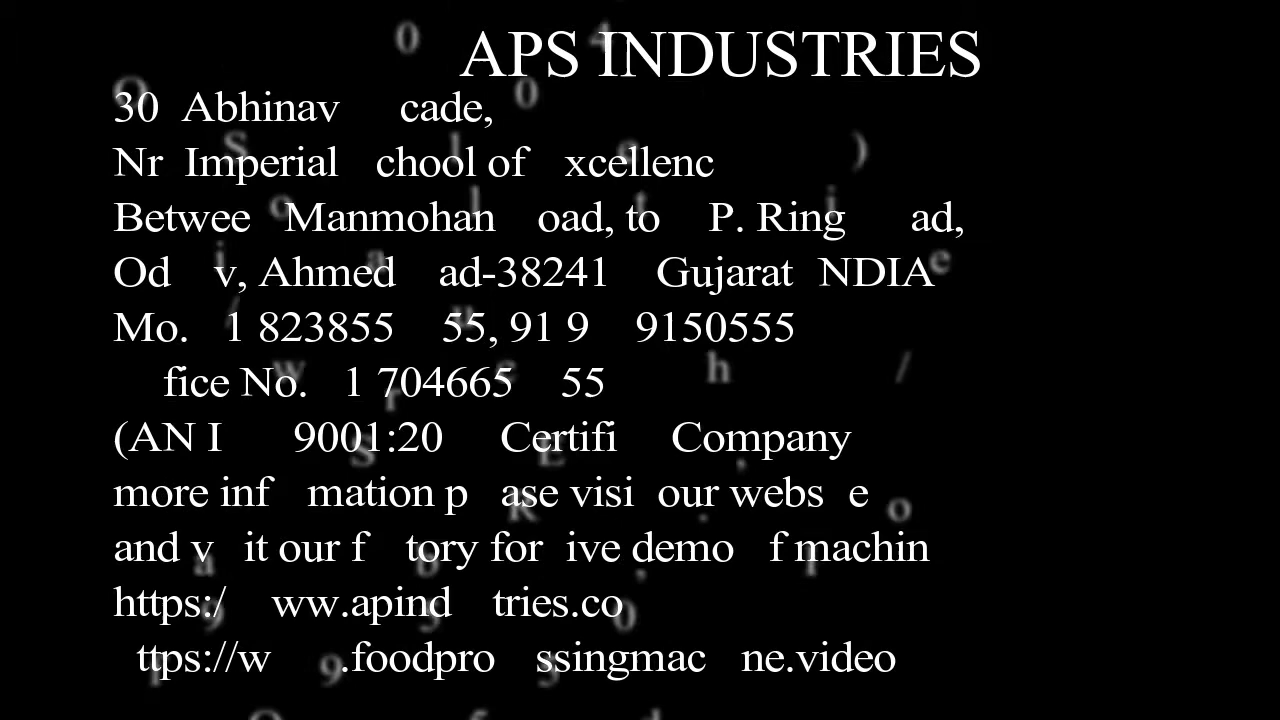 APS INDUSTRIES
30 Abhinav cade,
Nr Imperial chool of xcellenc
Betwee Manmohan oad, to P. Ring ad,
Od v, Ahmed ad-38241 Gujarat NDIA
Mo. 1 823855 55, 91 9 9150555
fice No. 1 704665 55
(AN I 9001:20 Certifi Company
more inf mation p ase visi our webs e
and v it our f tory for ive demo f machin
https:/ ww.apind tries.co
ttps://w .foodpro ssingmac ne.video